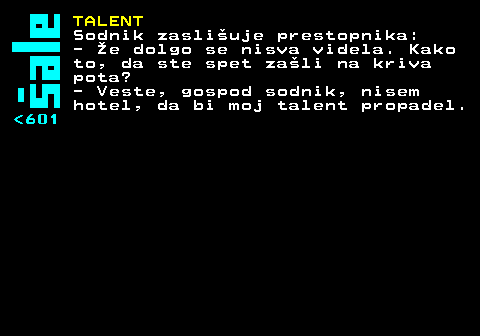 Šale
<601
TALENT
Sodnik zaslišuje prestopnika:
- Že dolgo se nisva videla. Kako
to, da ste spet zašli na kriva
pota?
- Veste, gospod sodnik, nisem
hotel, da bi moj talent propadel.